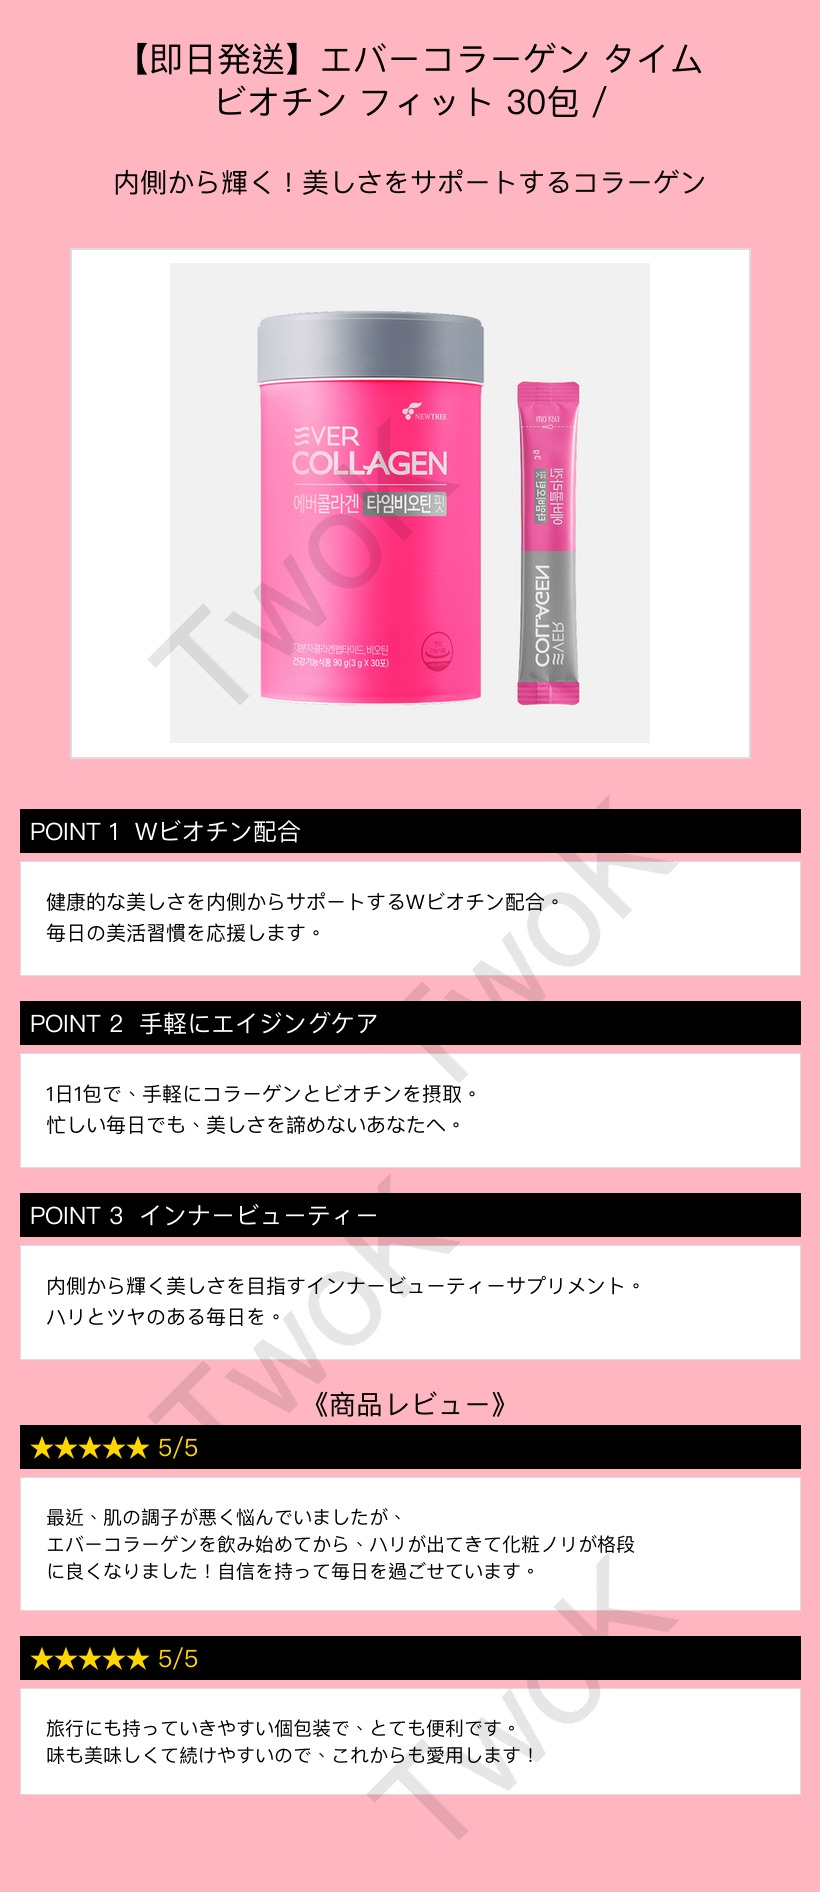 【即日発送】エバーコラーゲン タイム
ビオチン フィット 30包 /
内側から輝く！美しさをサポートするコラーゲン
NEWTREE
EVER
COLLAGEN
에버콜라겐 타임비오틴 핏
저분자콜라겐펩타이드, 비오틴
건강기능식품 90 g(3 g X 30포)
EASY CUT
3 g
에버콜라겐
타임비오틴 핏
EVER
COLLAGEN
POINT 1 Wビオチン配合
健康的な美しさを内側からサポートするWビオチン配合。
毎日の美活習慣を応援します。
POINT 2 手軽にエイジングケア
1日1包で、手軽にコラーゲンとビオチンを摂取。
忙しい毎日でも、美しさを諦めないあなたへ。
POINT 3 インナービューティー
内側から輝く美しさを目指すインナービューティーサプリメント。
ハリとツヤのある毎日を。
《商品レビュー》
★★★★★ 5/5
最近、肌の調子が悪く悩んでいましたが、
エバーコラーゲンを飲み始めてから、ハリが出てきて化粧ノリが格段
に良くなりました！自信を持って毎日を過ごせています。
★★★★★ 5/5
旅行にも持っていきやすい個包装で、とても便利です。
味も美味しくて続けやすいので、これからも愛用します！
TwoK
TwoK
TwoK
TwoK